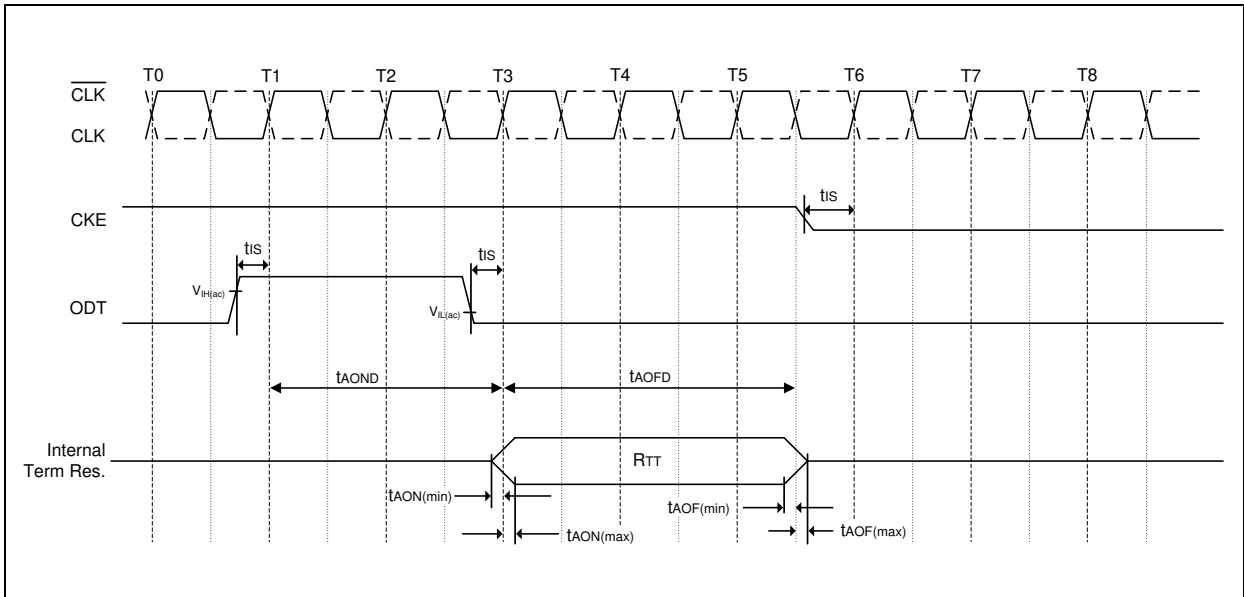 T0 T1 T2 T3 T4 T5 T6 T7 T8
CLK
CLK
CKE
tIS
tIS
tIS
VIH(ac)
ODT
VIL(ac)
tAOND
tAOFD
Internal
Term Res.
RTT
tAON(min)
tAOF(min)
tAON(max)
tAOF(max)